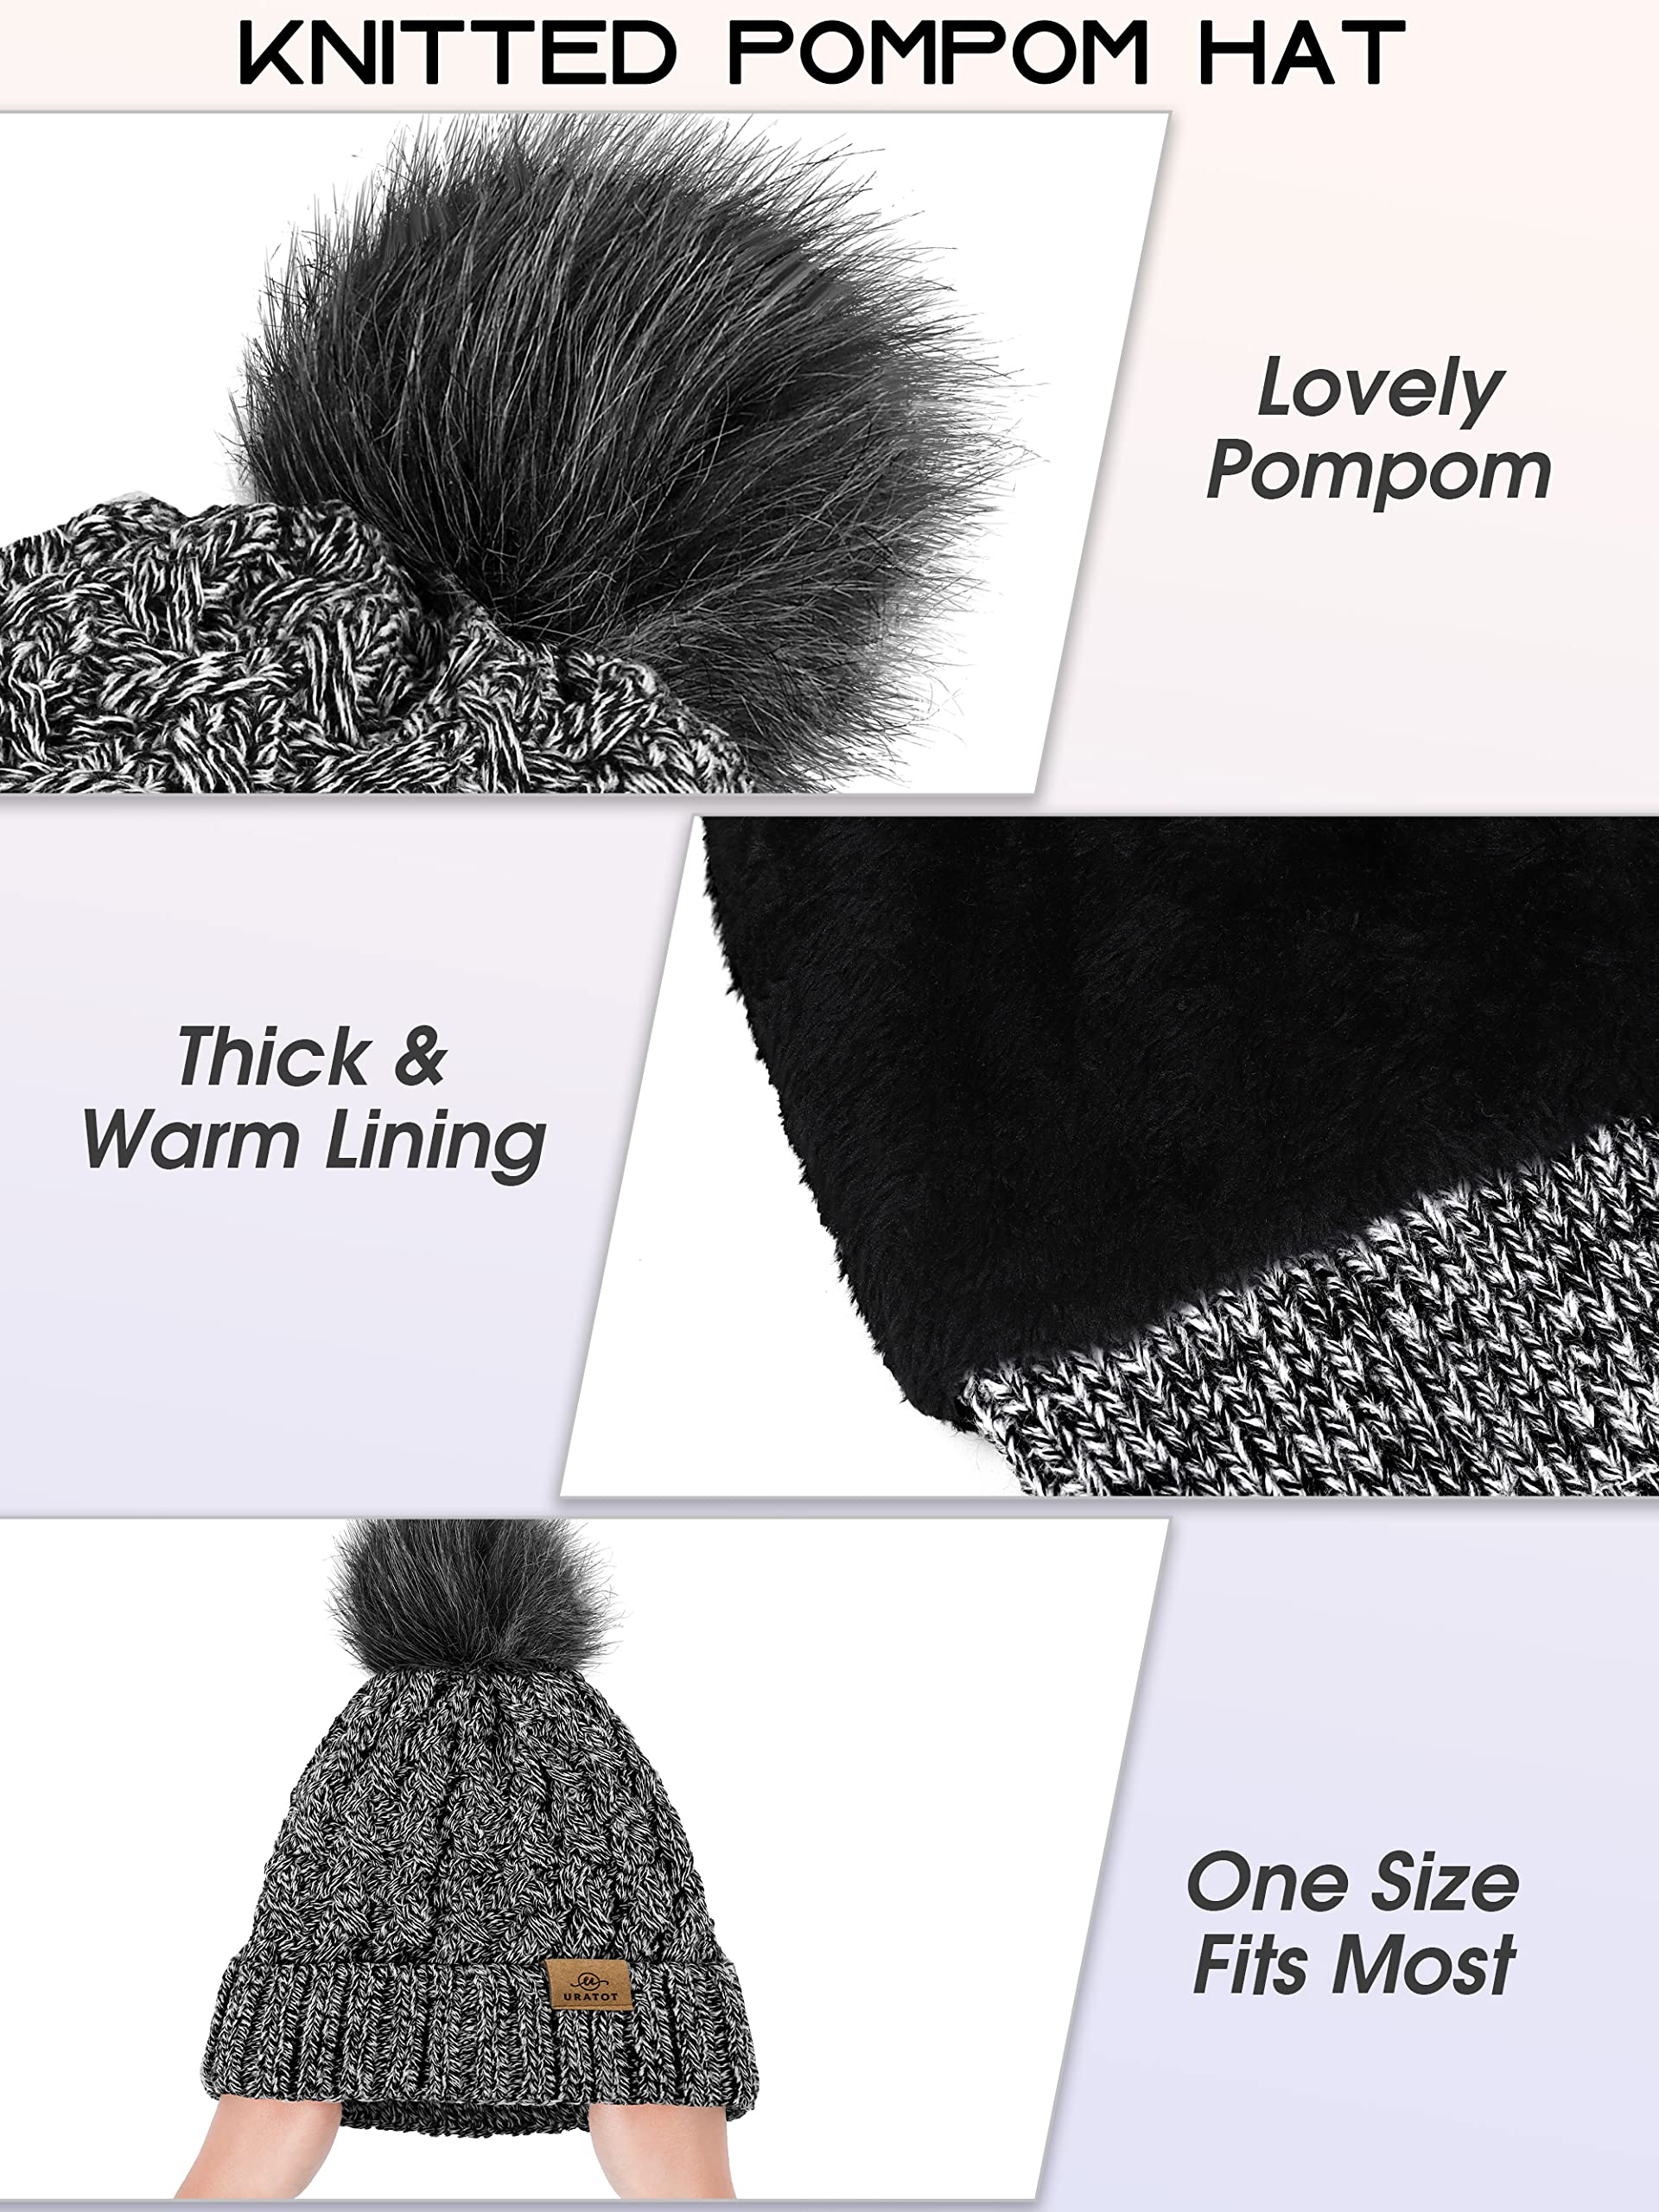 KNITTED POMPOM HAT
Lovely
Pompom
Thick &
Warm Lining
One Size
Fits Most
u
URATOT